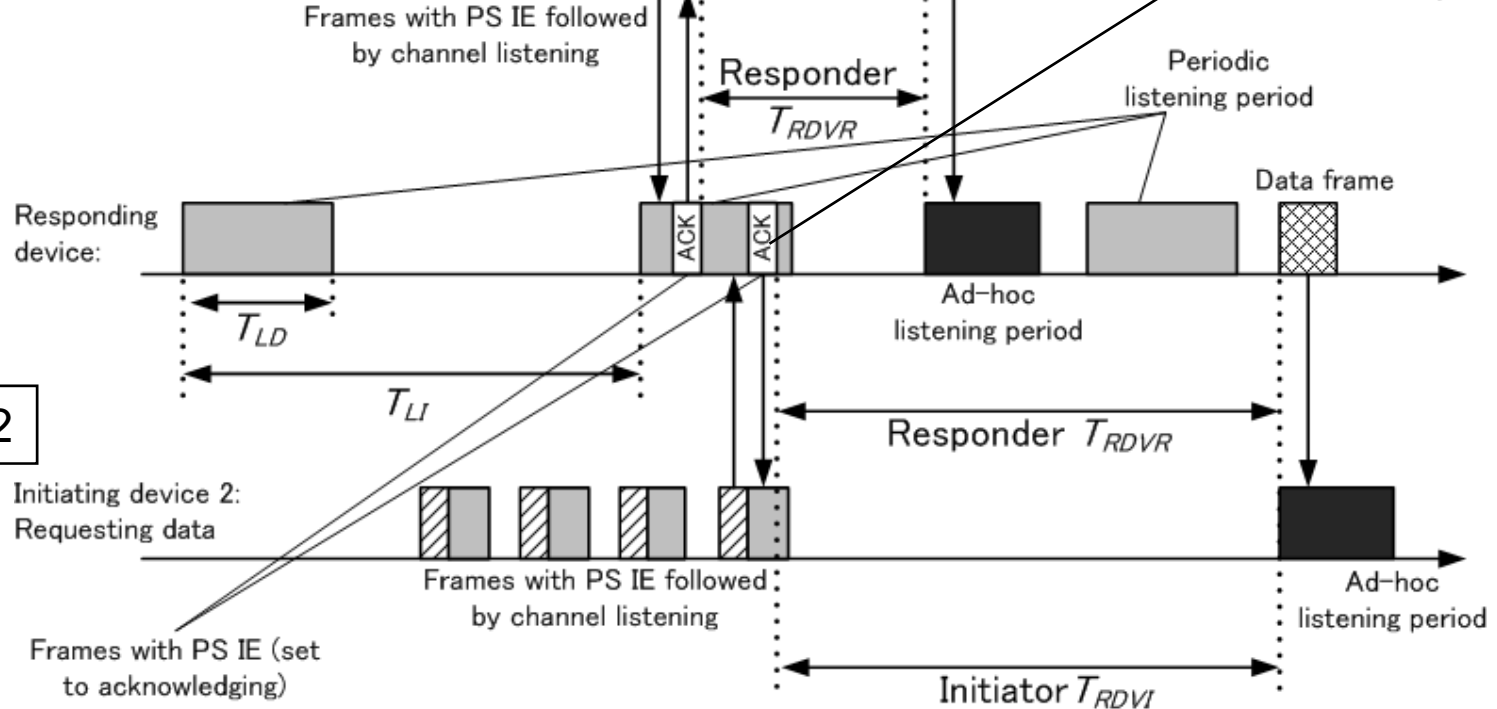 Frames with PS IE followed
by channel listening
Responder
T_RDVR
Periodic
listening period
Data frame
Responding
device:
ACK
ACK
T_LD
Ad-hoc
listening period
T_LI
2
Responder T_RDVR
Initiating device 2:
Requesting data
Frames with PS IE followed
by channel listening
Ad-hoc
listening period
Frames with PS IE (set
to acknowledging)
Initiator T_RDVI